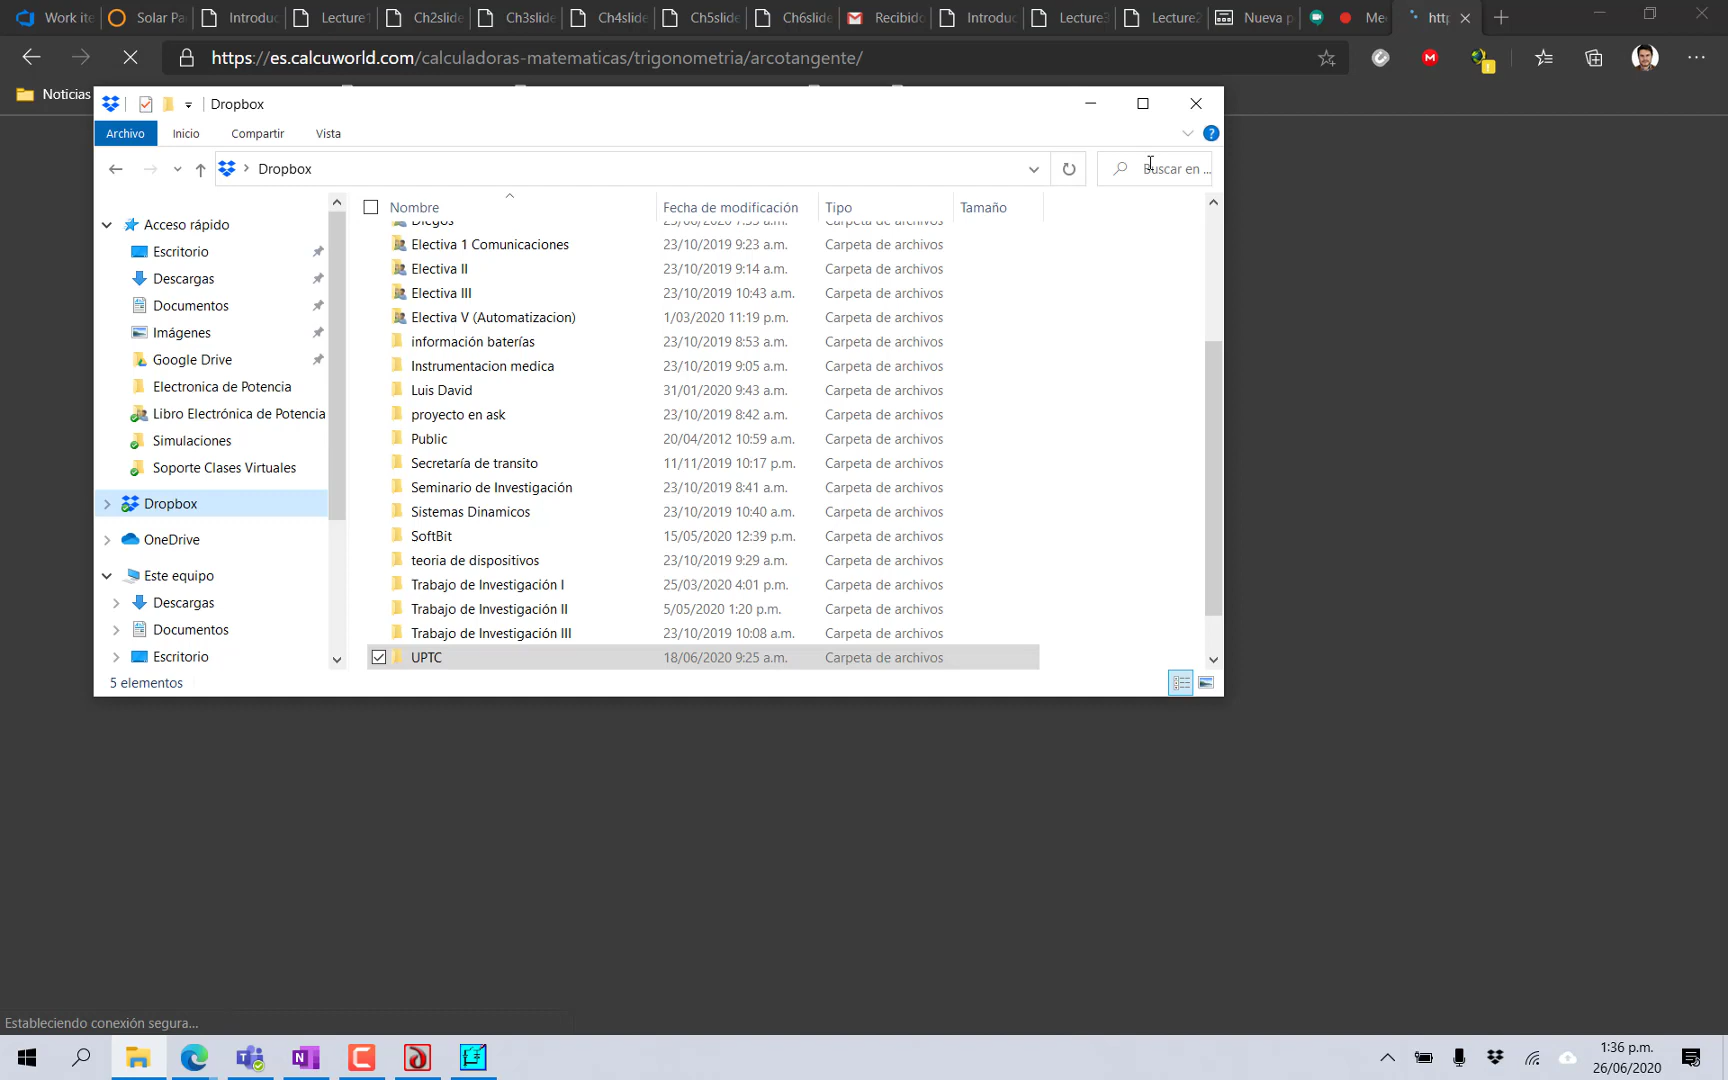 Work ite
Solar Pa
Introduc
Lecture1
Ch2slide
Ch3slide
Ch4slide
Ch5slide
Ch6slide
Recibido
Introduc
Lecture3
Lecture2
Nueva p
Me
http
https://es.calcuworld.com/calculadoras-matematicas/trigonometria/arcotangente/
Noticias
Dropbox
Archivo Inicio Compartir Vista
Dropbox
Buscar en ...
Nombre Fecha de modificación Tipo Tamaño
Acceso rápido
Escritorio
Descargas
Documentos
Imágenes
Google Drive
Electronica de Potencia
Libro Electrónica de Potencia
Simulaciones
Soporte Clases Virtuales
Dropbox
OneDrive
Este equipo
Descargas
Documentos
Escritorio
Diegos Carpeta de archivos
Electiva 1 Comunicaciones 23/10/2019 9:23 a.m. Carpeta de archivos
Electiva II 23/10/2019 9:14 a.m. Carpeta de archivos
Electiva III 23/10/2019 10:43 a.m. Carpeta de archivos
Electiva V (Automatizacion) 1/03/2020 11:19 p.m. Carpeta de archivos
información baterías 23/10/2019 8:53 a.m. Carpeta de archivos
Instrumentacion medica 23/10/2019 9:05 a.m. Carpeta de archivos
Luis David 31/01/2020 9:43 a.m. Carpeta de archivos
proyecto en ask 23/10/2019 8:42 a.m. Carpeta de archivos
Public 20/04/2012 10:59 a.m. Carpeta de archivos
Secretaría de transito 11/11/2019 10:17 p.m. Carpeta de archivos
Seminario de Investigación 23/10/2019 8:41 a.m. Carpeta de archivos
Sistemas Dinamicos 23/10/2019 10:40 a.m. Carpeta de archivos
SoftBit 15/05/2020 12:39 p.m. Carpeta de archivos
teoria de dispositivos 23/10/2019 9:29 a.m. Carpeta de archivos
Trabajo de Investigación I 25/03/2020 4:01 p.m. Carpeta de archivos
Trabajo de Investigación II 5/05/2020 1:20 p.m. Carpeta de archivos
Trabajo de Investigación III 23/10/2019 10:08 a.m. Carpeta de archivos
UPTC 18/06/2020 9:25 a.m. Carpeta de archivos
5 elementos
Estableciendo conexión segura...
1:36 p.m.
26/06/2020